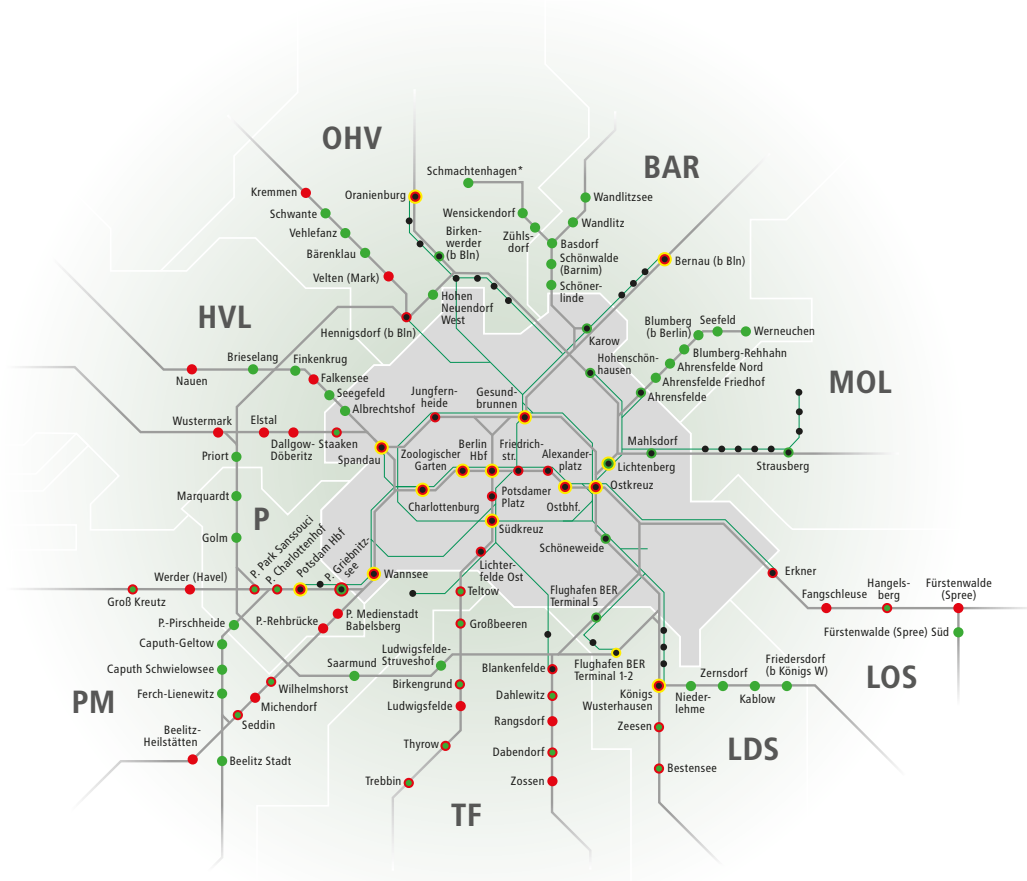 OHV
BAR
Schmachtenhagen*
Kremmen
Oranienburg
Wandlitzsee
Schwante
Wensickendorf
Wandlitz
Vehlefanz
Birken-
werder
(b Bln)
Zühls-
dorf
Basdorf
Bärenklau
Schönwalde
(Barnim)
Bernau (b Bln)
Velten (Mark)
Schöner-
linde
Hohen
Neuendorf
West
HVL
Hennigsdorf (b Bln)
Karow
Blumberg
(b Berlin)
Seefeld
Werneuchen
Brieselang
Finkenkrug
Hohenschön-
hausen
Blumberg-Rehhahn
Nauen
Falkensee
Ahrensfelde Nord
Seegefeld
Jungfern-
heide
Gesund-
brunnen
Ahrensfelde Friedhof
MOL
Albrechtshof
Ahrensfelde
Wustermark
Elstal
Dallgow-
Döberitz
Staaken
Spandau
Priort
Zoologischer
Garten
Berlin
Hbf
Friedrich-
str.
Alexander-
platz
Mahlsdorf
Lichtenberg
Strausberg
Marquardt
Charlottenburg
Potsdamer
Platz
Ostbhf.
Ostkreuz
P
Südkreuz
Golm
P. Park Sanssouci
P. Charlottenhof
Potsdam Hbf
P. Griebnitz-
see
Schöneweide
Wannsee
Lichter-
felde Ost
Erkner
Werder (Havel)
Groß Kreutz
Teltow
Flughafen BER
Terminal 5
Fangschleuse
Hangels-
berg
Fürstenwalde
(Spree)
P.-Pirschheide
P.-Rehbrücke
P. Medienstadt
Babelsberg
Großbeeren
Fürstenwalde (Spree) Süd
Caputh-Geltow
Saarmund
Ludwigsfelde-
Struveshof
Blankenfelde
Flughafen BER
Terminal 1-2
Caputh Schwielowsee
Friedersdorf
(b Königs W)
LOS
Zernsdorf
PM
Ferch-Lienewitz
Wilhelmshorst
Birkengrund
Dahlewitz
Königs
Wusterhausen
Nieder-
lehme
Kablow
Michendorf
Ludwigsfelde
Seddin
Rangsdorf
Zeesen
Beelitz-
Heilstätten
Thyrow
Dabendorf
LDS
Beelitz Stadt
Bestensee
Trebbin
Zossen
TF